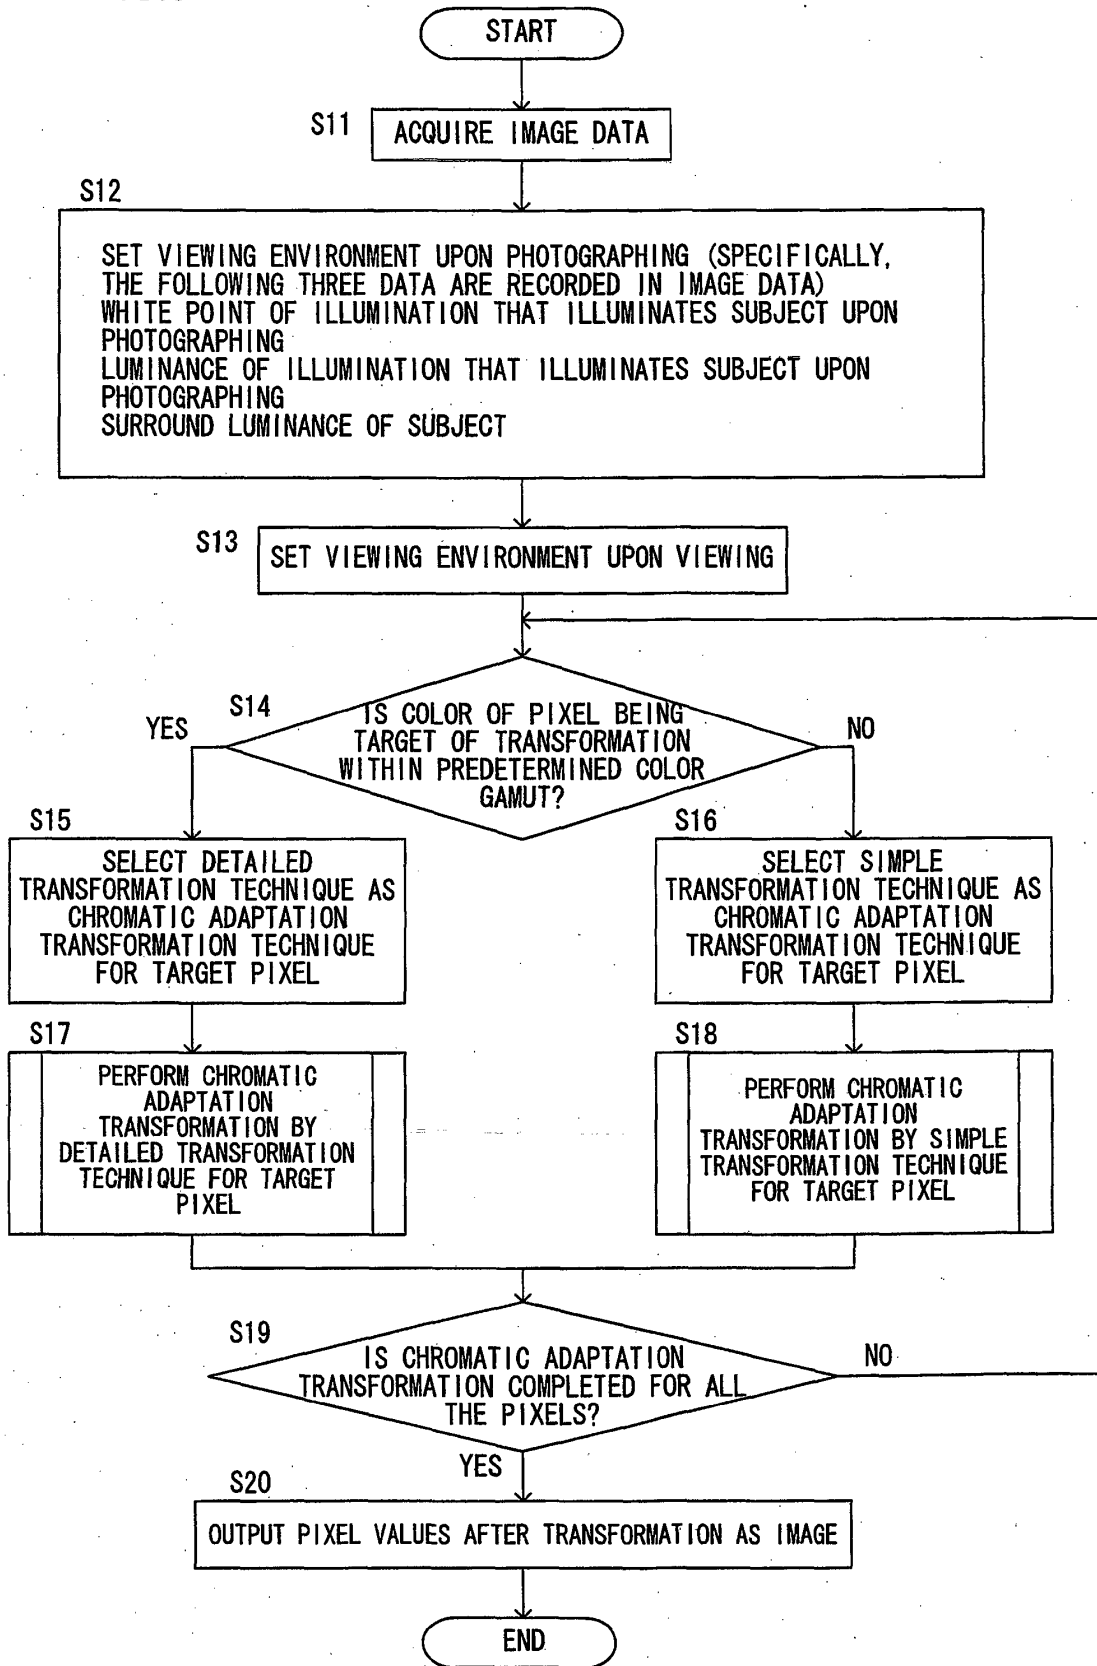 START
S11
ACQUIRE IMAGE DATA
S12
SET VIEWING ENVIRONMENT UPON PHOTOGRAPHING (SPECIFICALLY,
THE FOLLOWING THREE DATA ARE RECORDED IN IMAGE DATA)
WHITE POINT OF ILLUMINATION THAT ILLUMINATES SUBJECT UPON
PHOTOGRAPHING
LUMINANCE OF ILLUMINATION THAT ILLUMINATES SUBJECT UPON
PHOTOGRAPHING
SURROUND LUMINANCE OF SUBJECT
S13
SET VIEWING ENVIRONMENT UPON VIEWING
S14
IS COLOR OF PIXEL BEING
TARGET OF TRANSFORMATION
WITHIN PREDETERMINED COLOR
GAMUT?
YES
NO
S15
SELECT DETAILED
TRANSFORMATION TECHNIQUE AS
CHROMATIC ADAPTATION
TRANSFORMATION TECHNIQUE
FOR TARGET PIXEL
S16
SELECT SIMPLE
TRANSFORMATION TECHNIQUE AS
CHROMATIC ADAPTATION
TRANSFORMATION TECHNIQUE
FOR TARGET PIXEL
S17
PERFORM CHROMATIC
ADAPTATION
TRANSFORMATION BY
DETAILED TRANSFORMATION
TECHNIQUE FOR TARGET
PIXEL
S18
PERFORM CHROMATIC
ADAPTATION
TRANSFORMATION BY SIMPLE
TRANSFORMATION TECHNIQUE
FOR TARGET PIXEL
S19
IS CHROMATIC ADAPTATION
TRANSFORMATION COMPLETED FOR ALL
THE PIXELS?
NO
YES
S20
OUTPUT PIXEL VALUES AFTER TRANSFORMATION AS IMAGE
END